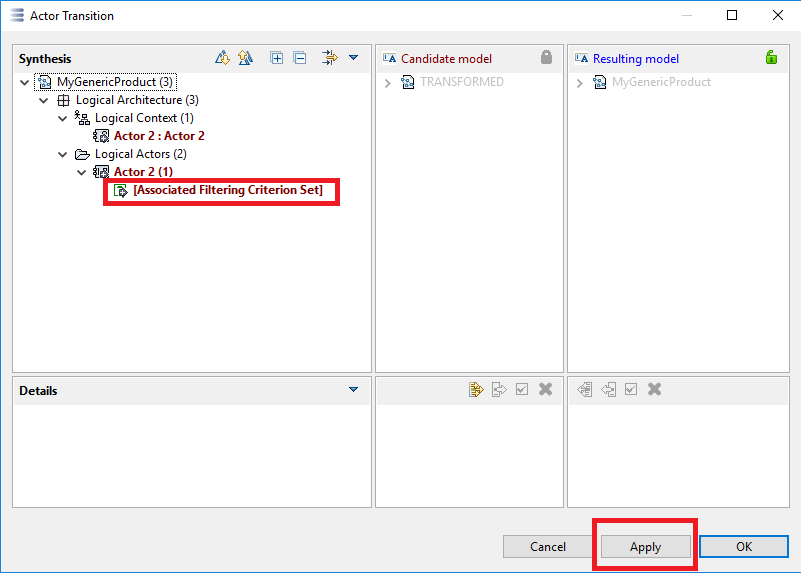 Actor Transition
Synthesis
MyGenericProduct (3)
Logical Architecture (3)
Logical Context (1)
Actor 2 : Actor 2
Logical Actors (2)
Actor 2 (1)
[Associated Filtering Criterion Set]
Candidate model
TRANSFORMED
Resulting model
MyGenericProduct
Details
Cancel
Apply
OK